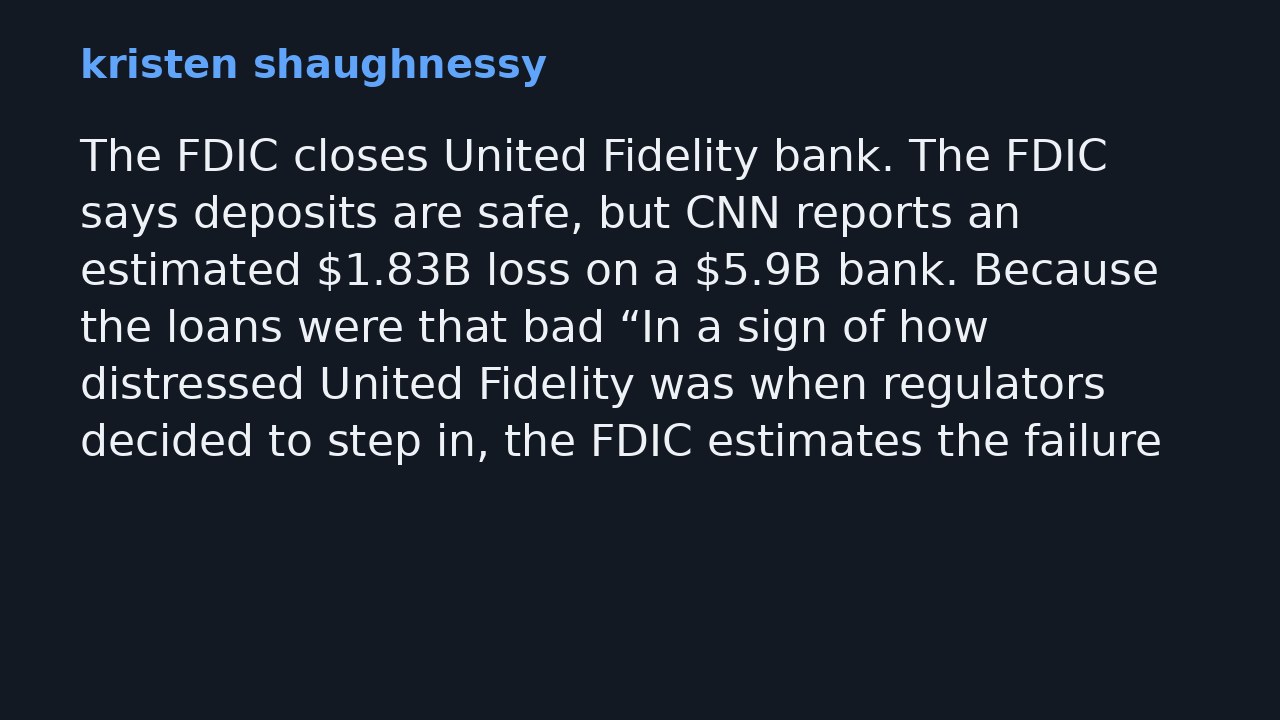 kristen shaughnessy
The FDIC closes United Fidelity bank. The FDIC
says deposits are safe, but CNN reports an
estimated $1.83B loss on a $5.9B bank. Because
the loans were that bad “In a sign of how
distressed United Fidelity was when regulators
decided to step in, the FDIC estimates the failure